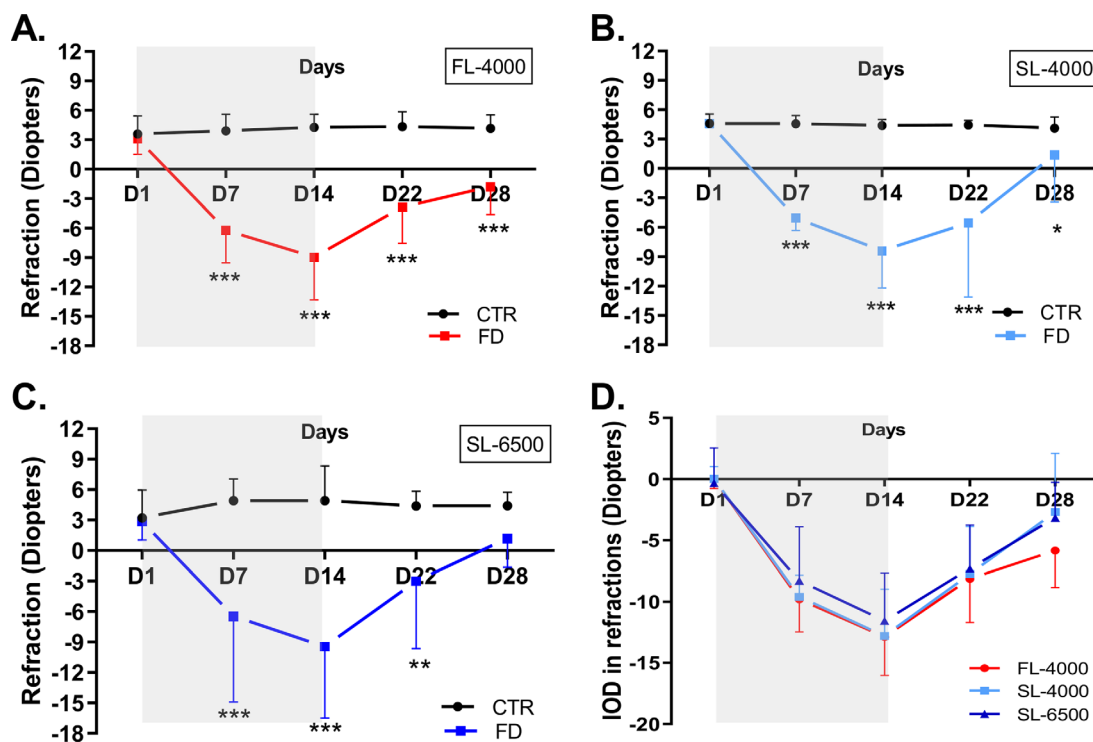 A.
12
9
6
3
0
-3
-6
-9
-12
-15
-18
Refraction (Diopters)
Days
FL-4000
D1 D7 D14 D22 D28
***
***
***
***
CTR
FD
B.
12
9
6
3
0
-3
-6
-9
-12
-15
-18
Refraction (Diopters)
Days
SL-4000
D1 D7 D14 D22 D28
***
***
***
*
CTR
FD
C.
12
9
6
3
0
-3
-6
-9
-12
-15
-18
Refraction (Diopters)
Days
SL-6500
D1 D7 D14 D22 D28
***
***
**
CTR
FD
D.
5
0
-5
-10
-15
-20
IOD in refractions (Diopters)
Days
D1 D7 D14 D22 D28
FL-4000
SL-4000
SL-6500